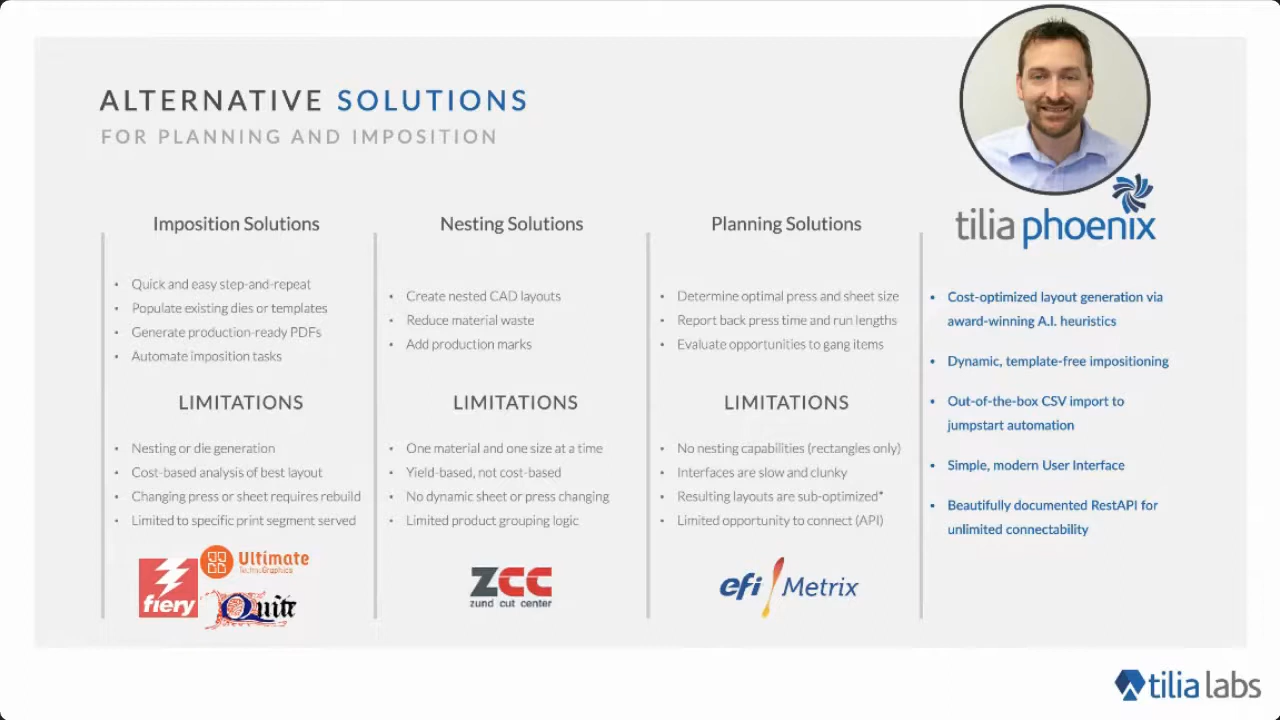 ALTERNATIVE SOLUTIONS
FOR PLANNING AND IMPOSITION
Imposition Solutions
• Quick and easy step-and-repeat
• Populate existing dies or templates
• Generate production-ready PDFs
• Automate imposition tasks
LIMITATIONS
• Nesting or die generation
• Cost-based analysis of best layout
• Changing press or sheet requires rebuild
• Limited to specific print segment served
fiery
Ultimate
TechnoGraphics
Quite
Nesting Solutions
• Create nested CAD layouts
• Reduce material waste
• Add production marks
LIMITATIONS
• One material and one size at a time
• Yield-based, not cost-based
• No dynamic sheet or press changing
• Limited product grouping logic
ZCC
zund cut center
Planning Solutions
• Determine optimal press and sheet size
• Report back press time and run lengths
• Evaluate opportunities to gang items
LIMITATIONS
• No nesting capabilities (rectangles only)
• Interfaces are slow and clunky
• Resulting layouts are sub-optimized*
• Limited opportunity to connect (API)
efi Metrix
tilia phoenix
• Cost-optimized layout generation via
award-winning A.I. heuristics
• Dynamic, template-free impositioning
• Out-of-the-box CSV import to
jumpstart automation
• Simple, modern User Interface
• Beautifully documented RestAPI for
unlimited connectability
tilia labs